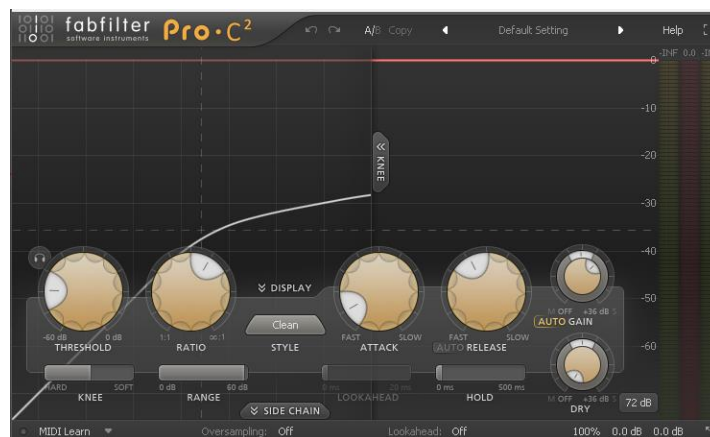 fabfilter
software instruments
Pro·C²
A/B Copy
Default Setting
Help
-INF 0.0
0
-10
-20
KNEE
-30
-40
DISPLAY
-50
Clean
M OFF +36 dB S
AUTO GAIN
-60 dB 0 dB 1:1 ∞:1 FAST SLOW FAST SLOW
THRESHOLD RATIO STYLE ATTACK AUTO RELEASE
-60
HARD SOFT 0 dB 60 dB 0 ms 20 ms 0 ms 500 ms
KNEE RANGE LOOKAHEAD HOLD
M OFF +36 dB S
DRY
72 dB
SIDE CHAIN
MIDI Learn Oversampling: Off Lookahead: Off 100% 0.0 dB 0.0 dB